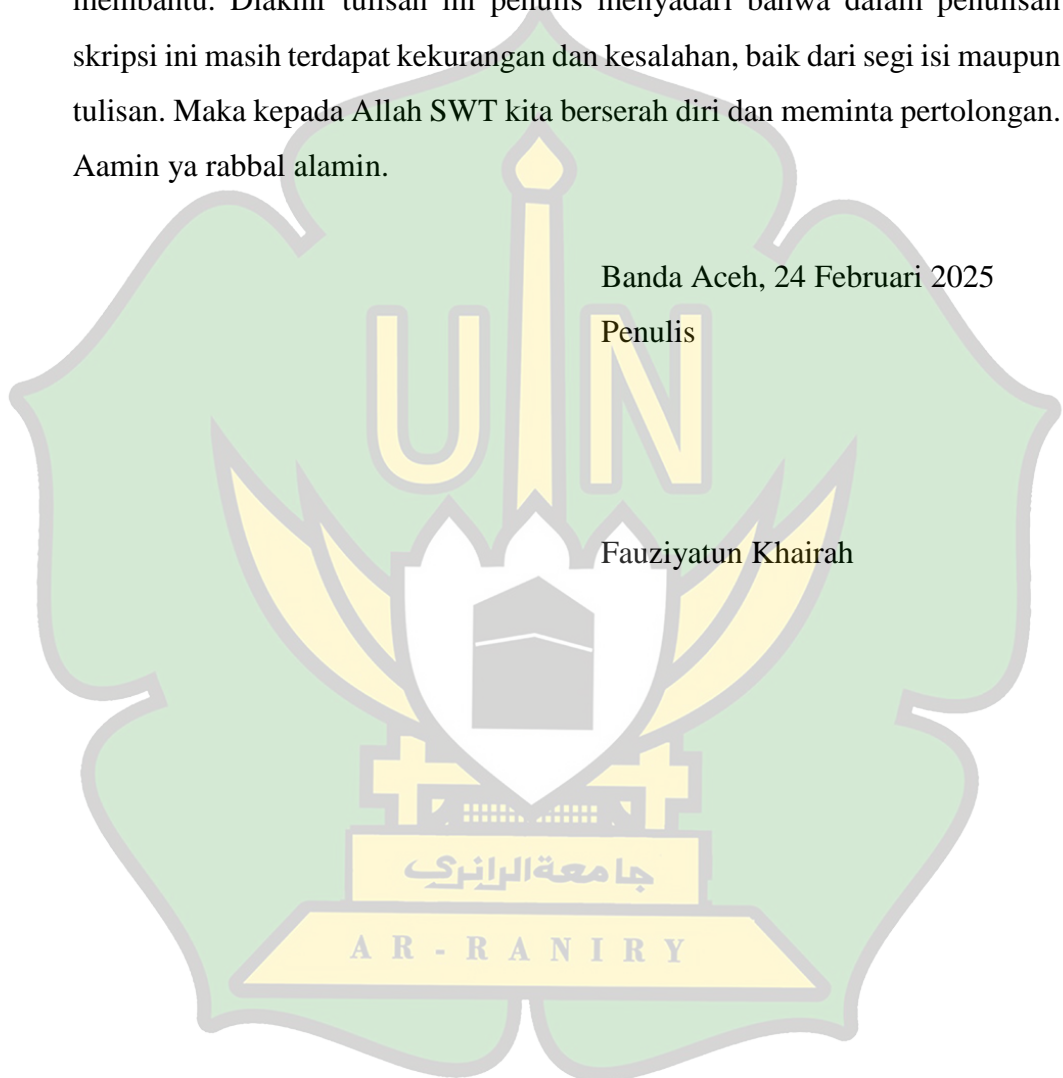 membantu. Diakhir tulisan ini penulis menyadari bahwa dalam penulisan
skripsi ini masih terdapat kekurangan dan kesalahan, baik dari segi isi maupun
tulisan. Maka kepada Allah SWT kita berserah diri dan meminta pertolongan.
Aamin ya rabbal alamin.
Banda Aceh, 24 Februari 2025
Penulis
UIN
Fauziyatun Khairah
جامعة الرانري
AR-RANIRY